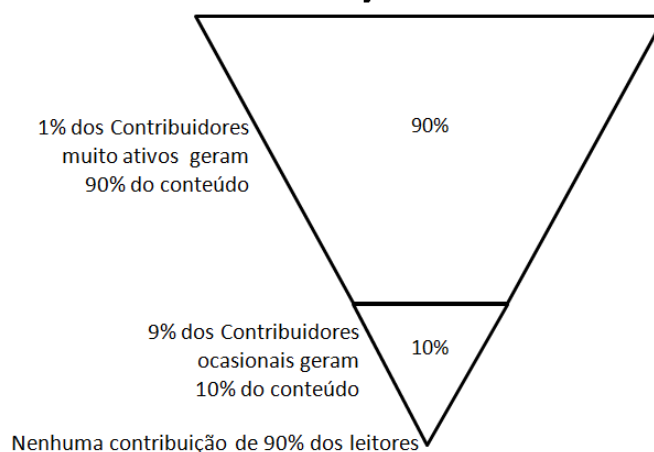 1% dos Contribuidores
muito ativos geram
90% do conteúdo
90%
9% dos Contribuidores
ocasionais geram
10% do conteúdo
10%
Nenhuma contribuição de 90% dos leitores